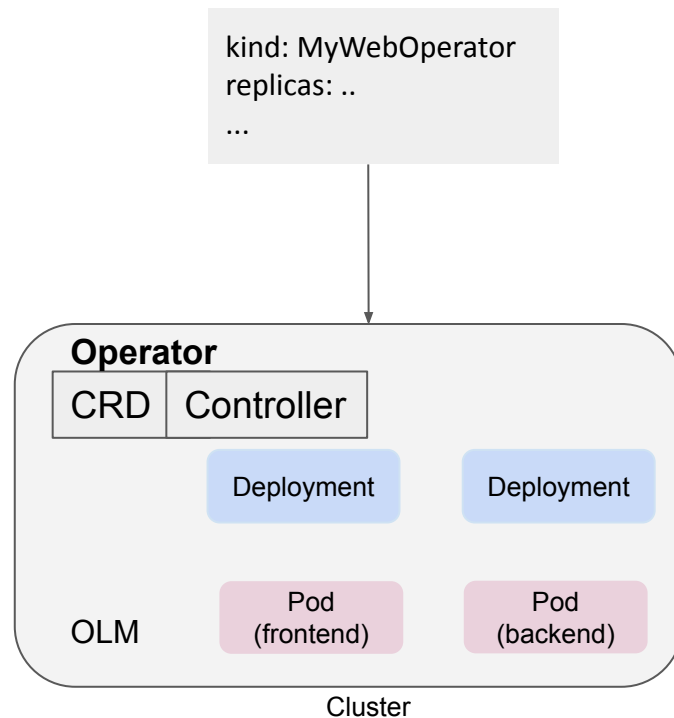 kind: MyWebOperator
replicas: ..
...
Operator
CRD
Controller
Deployment
Deployment
Pod
(frontend)
Pod
(backend)
OLM
Cluster